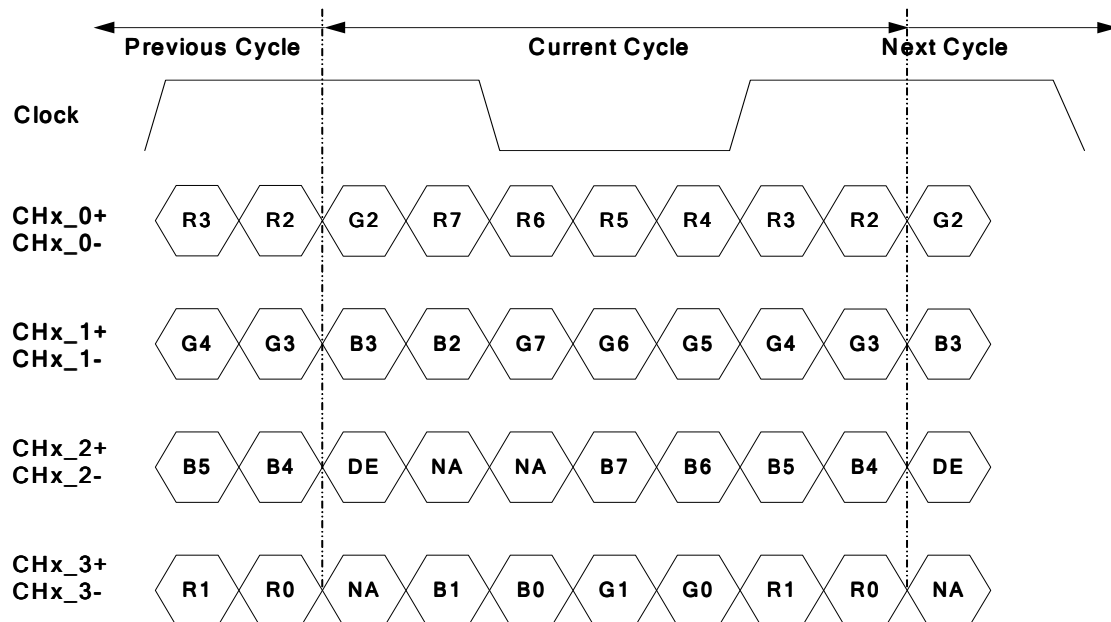 Previous Cycle Current Cycle Next Cycle
Clock
CHx_0+
CHx_0-
R3 R2 G2 R7 R6 R5 R4 R3 R2 G2
CHx_1+
CHx_1-
G4 G3 B3 B2 G7 G6 G5 G4 G3 B3
CHx_2+
CHx_2-
B5 B4 DE NA NA B7 B6 B5 B4 DE
CHx_3+
CHx_3-
R1 R0 NA B1 B0 G1 G0 R1 R0 NA